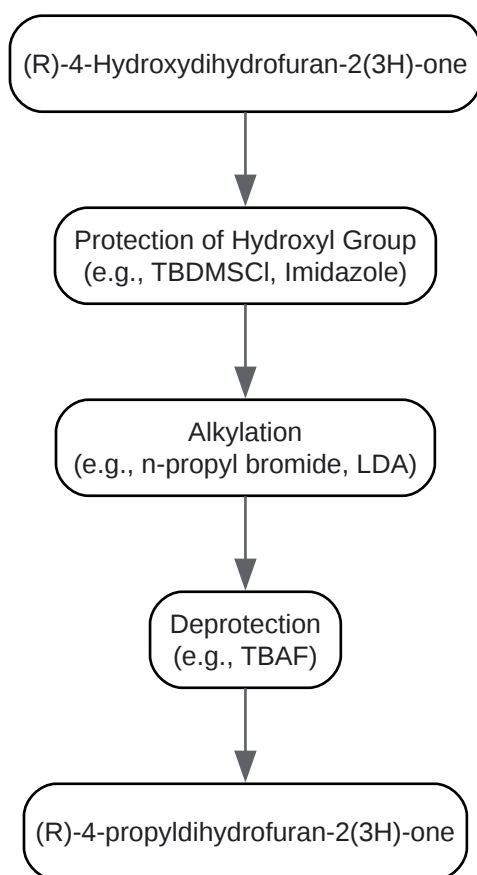 (R)-4-Hydroxydihydrofuran-2(3H)-one
Protection of Hydroxyl Group
(e.g., TBDMSCl, Imidazole)
Alkylation
(e.g., n-propyl bromide, LDA)
Deprotection
(e.g., TBAF)
(R)-4-propyldihydrofuran-2(3H)-one